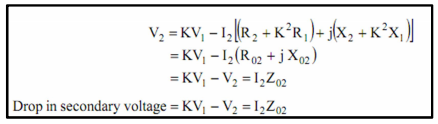 V₂ = KV₁ − I₂[(R₂ + K²R₁) + j(X₂ + K²X₁)]
= KV₁ − I₂(R₀₂ + j X₀₂)
= KV₁ − V₂ = I₂Z₀₂
Drop in secondary voltage = KV₁ − V₂ = I₂Z₀₂